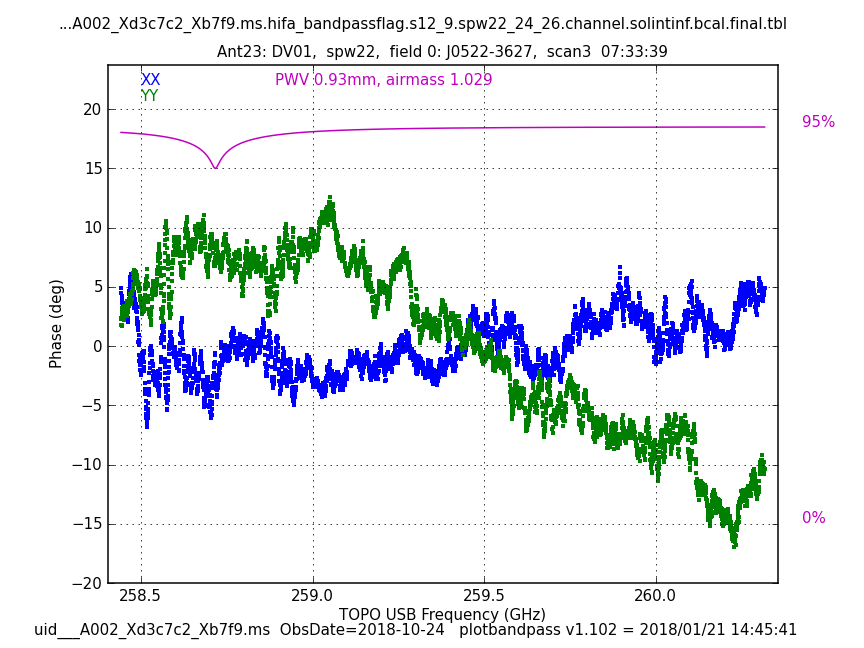 ...A002_Xd3c7c2_Xb7f9.ms.hifa_bandpassflag.s12_9.spw22_24_26.channel.solintinf.bcal.final.tbl
Ant23: DV01, spw22, field 0: J0522-3627, scan3 07:33:39
XX
PWV 0.93mm, airmass 1.029
YY
20
95%
15
10
5
0
−5
−10
−15
0%
−20
Phase (deg)
258.5 259.0 259.5 260.0
TOPO USB Frequency (GHz)
uid___A002_Xd3c7c2_Xb7f9.ms ObsDate=2018-10-24 plotbandpass v1.102 = 2018/01/21 14:45:41